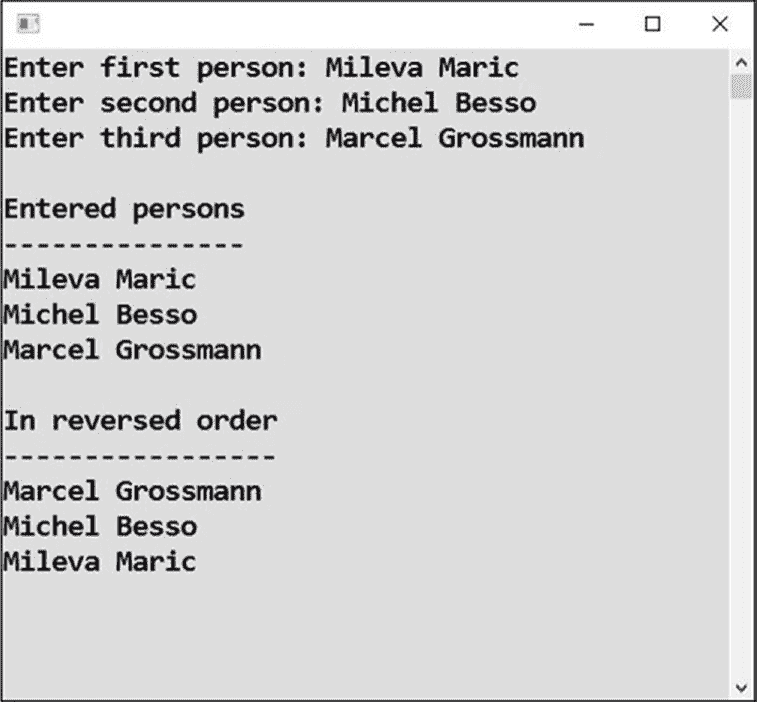 Enter first person: Mileva Maric
Enter second person: Michel Besso
Enter third person: Marcel Grossmann
Entered persons
---------------
Mileva Maric
Michel Besso
Marcel Grossmann
In reversed order
-----------------
Marcel Grossmann
Michel Besso
Mileva Maric